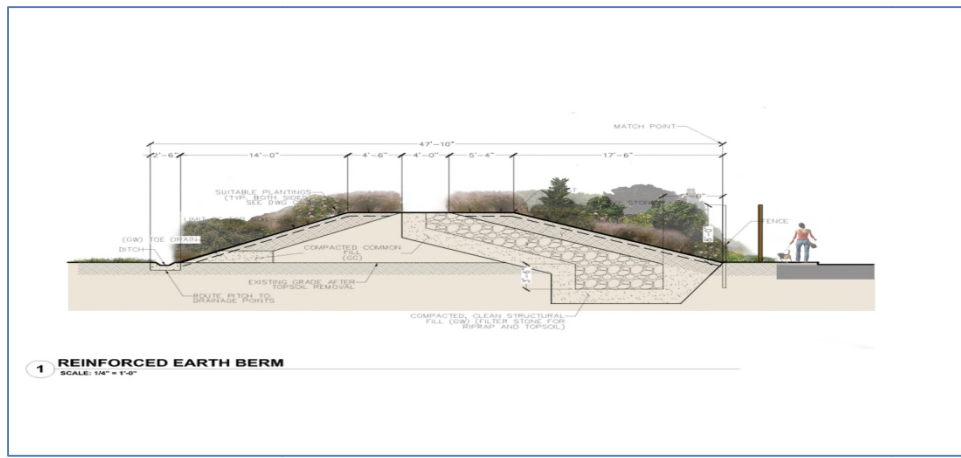 MATCH POINT
47'-10"
2'-6"
14'-0"
4'-6"
4'-0"
5'-4"
17'-6"
SUITABLE PLANTINGS
(TYP. BOTH SIDES)
SEE DWG
LIMIT
FENCE
(GW) TOE DRAIN
DITCH
COMPACTED COMMON
FILL
(GC)
EXISTING GRADE AFTER
TOPSOIL REMOVAL
ROUTE PITCH TO
DRAINAGE POINTS
COMPACTED, CLEAN STRUCTURAL
FILL (GW) (FILTER STONE FOR
RIPRAP AND TOPSOIL)
1 REINFORCED EARTH BERM
SCALE: 1/4" = 1'-0"